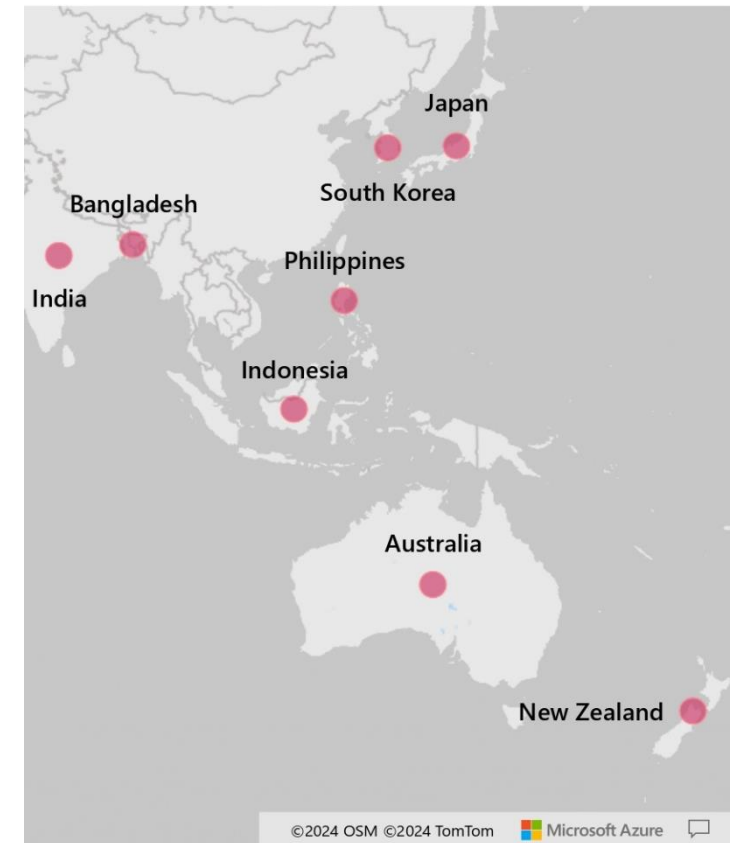 Japan
South Korea
Bangladesh
Philippines
India
Indonesia
Australia
New Zealand
©2024 OSM ©2024 TomTom Microsoft Azure